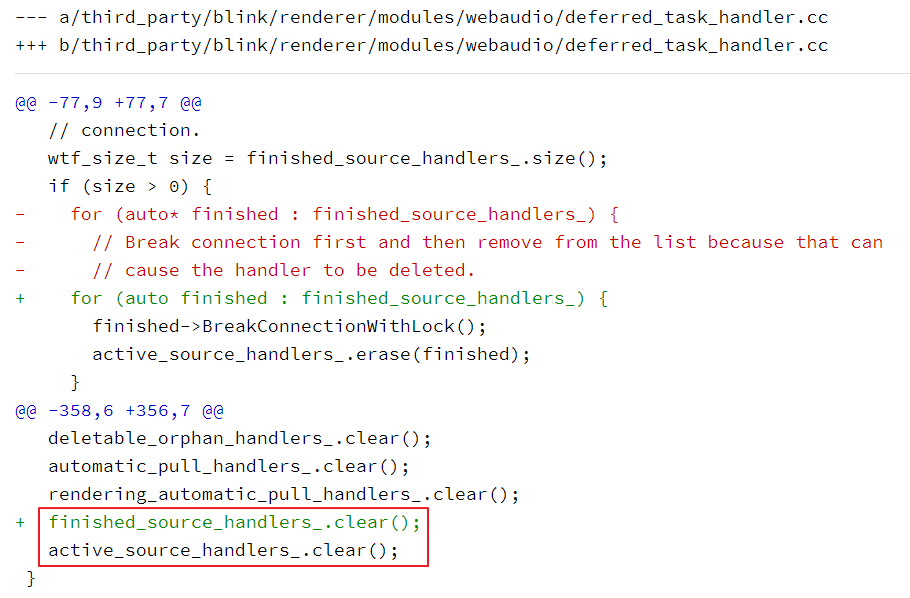 --- a/third_party/blink/renderer/modules/webaudio/deferred_task_handler.cc
+++ b/third_party/blink/renderer/modules/webaudio/deferred_task_handler.cc
@@ -77,9 +77,7 @@
   // connection.
   wtf_size_t size = finished_source_handlers_.size();
   if (size > 0) {
-    for (auto* finished : finished_source_handlers_) {
-      // Break connection first and then remove from the list because that can
-      // cause the handler to be deleted.
+    for (auto finished : finished_source_handlers_) {
       finished->BreakConnectionWithLock();
       active_source_handlers_.erase(finished);
     }
@@ -358,6 +356,7 @@
   deletable_orphan_handlers_.clear();
   automatic_pull_handlers_.clear();
   rendering_automatic_pull_handlers_.clear();
+  finished_source_handlers_.clear();
   active_source_handlers_.clear();
 }